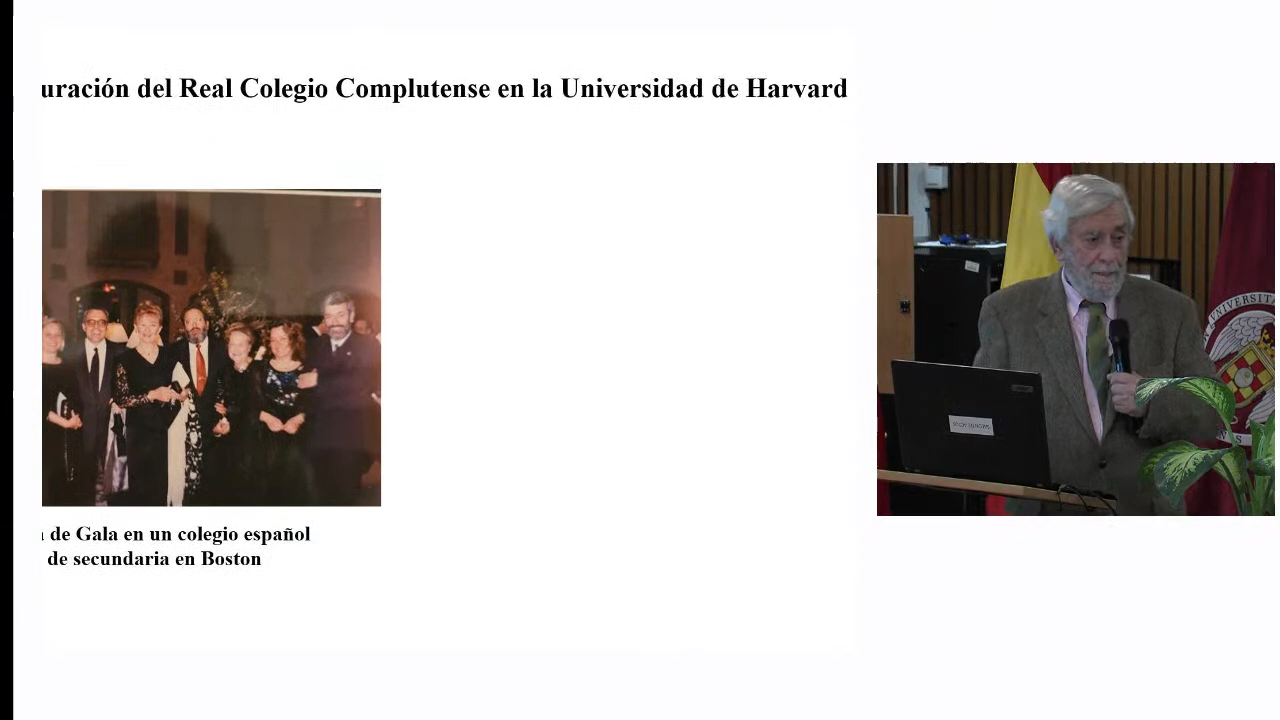 uración del Real Colegio Complutense en la Universidad de Harvard
de Gala en un colegio español
de secundaria en Boston
UNIVERSITA